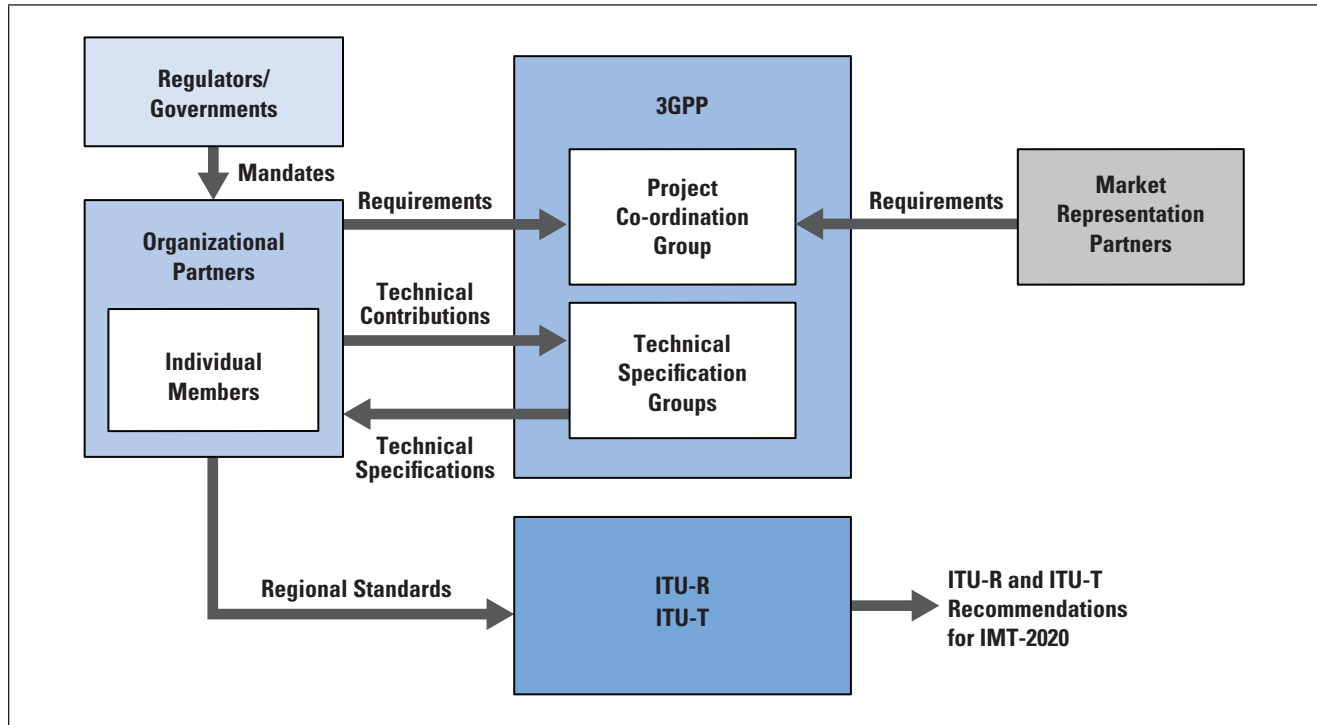 Regulators/
Governments
Mandates
Organizational
Partners
Individual
Members
Requirements
Technical
Contributions
Technical
Specifications
3GPP
Project
Co-ordination
Group
Technical
Specification
Groups
Requirements
Market
Representation
Partners
Regional Standards
ITU-R
ITU-T
ITU-R and ITU-T
Recommendations
for IMT-2020